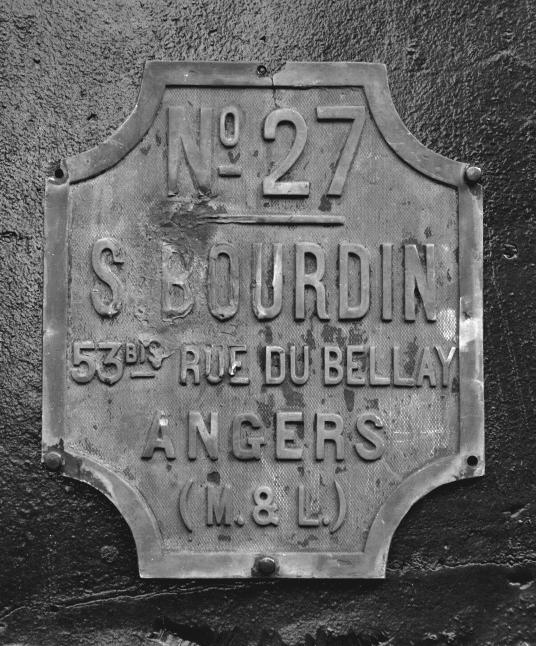 Nº 27
S. BOURDIN
53BIS RUE DU BELLAY
ANGERS
(M. & L.)